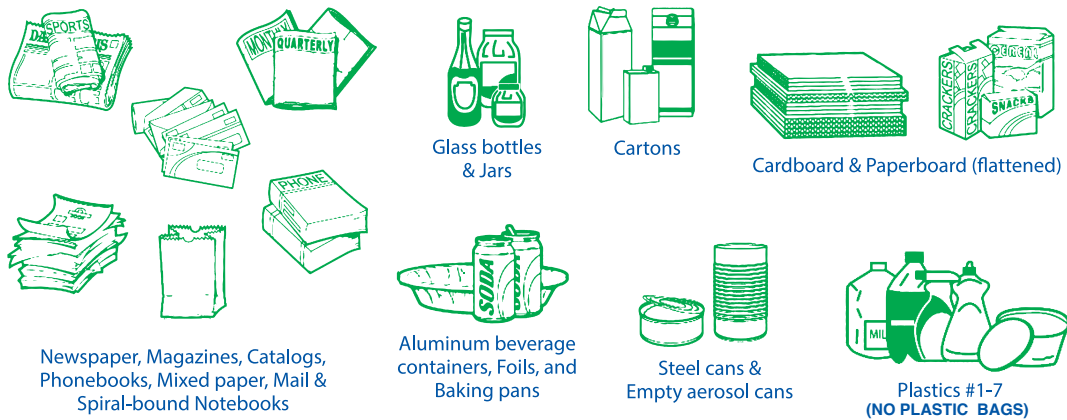 SPORTS
MONTHLY
QUARTERLY
Glass bottles
& Jars
Cartons
CRACKERS
CRACKERS
CEREAL
SNACKS
Cardboard & Paperboard (flattened)
PHONE
Newspaper, Magazines, Catalogs,
Phonebooks, Mixed paper, Mail &
Spiral-bound Notebooks
SODA
Aluminum beverage
containers, Foils, and
Baking pans
Steel cans &
Empty aerosol cans
Plastics #1-7
(NO PLASTIC BAGS)